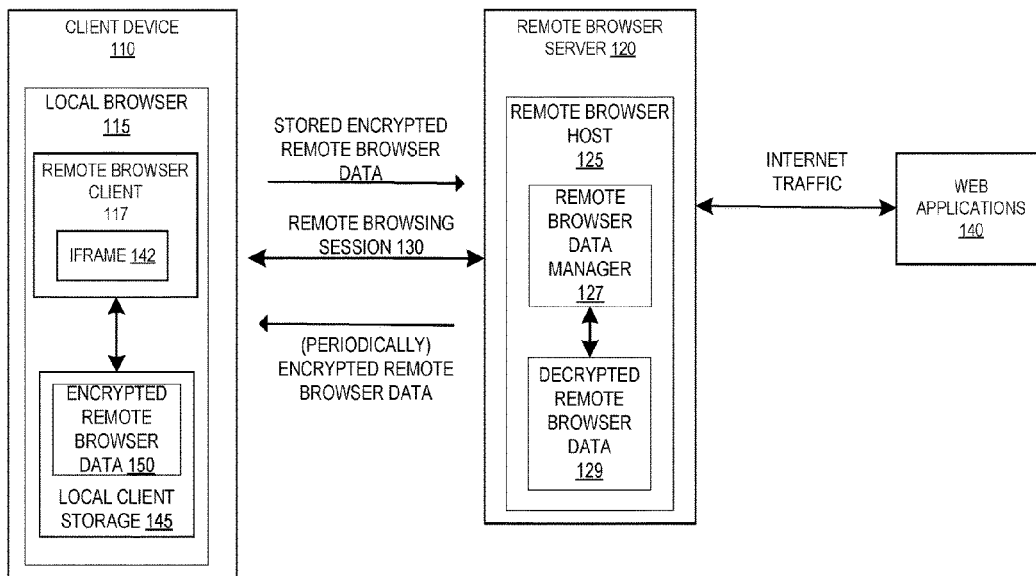 CLIENT DEVICE
110
LOCAL BROWSER
115
REMOTE BROWSER
CLIENT
117
IFRAME 142
ENCRYPTED
REMOTE
BROWSER
DATA 150
LOCAL CLIENT
STORAGE 145
STORED ENCRYPTED
REMOTE BROWSER
DATA
REMOTE BROWSING
SESSION 130
(PERIODICALLY)
ENCRYPTED REMOTE
BROWSER DATA
REMOTE BROWSER
SERVER 120
REMOTE BROWSER
HOST
125
REMOTE
BROWSER
DATA
MANAGER
127
DECRYPTED
REMOTE
BROWSER
DATA
129
INTERNET
TRAFFIC
WEB
APPLICATIONS
140